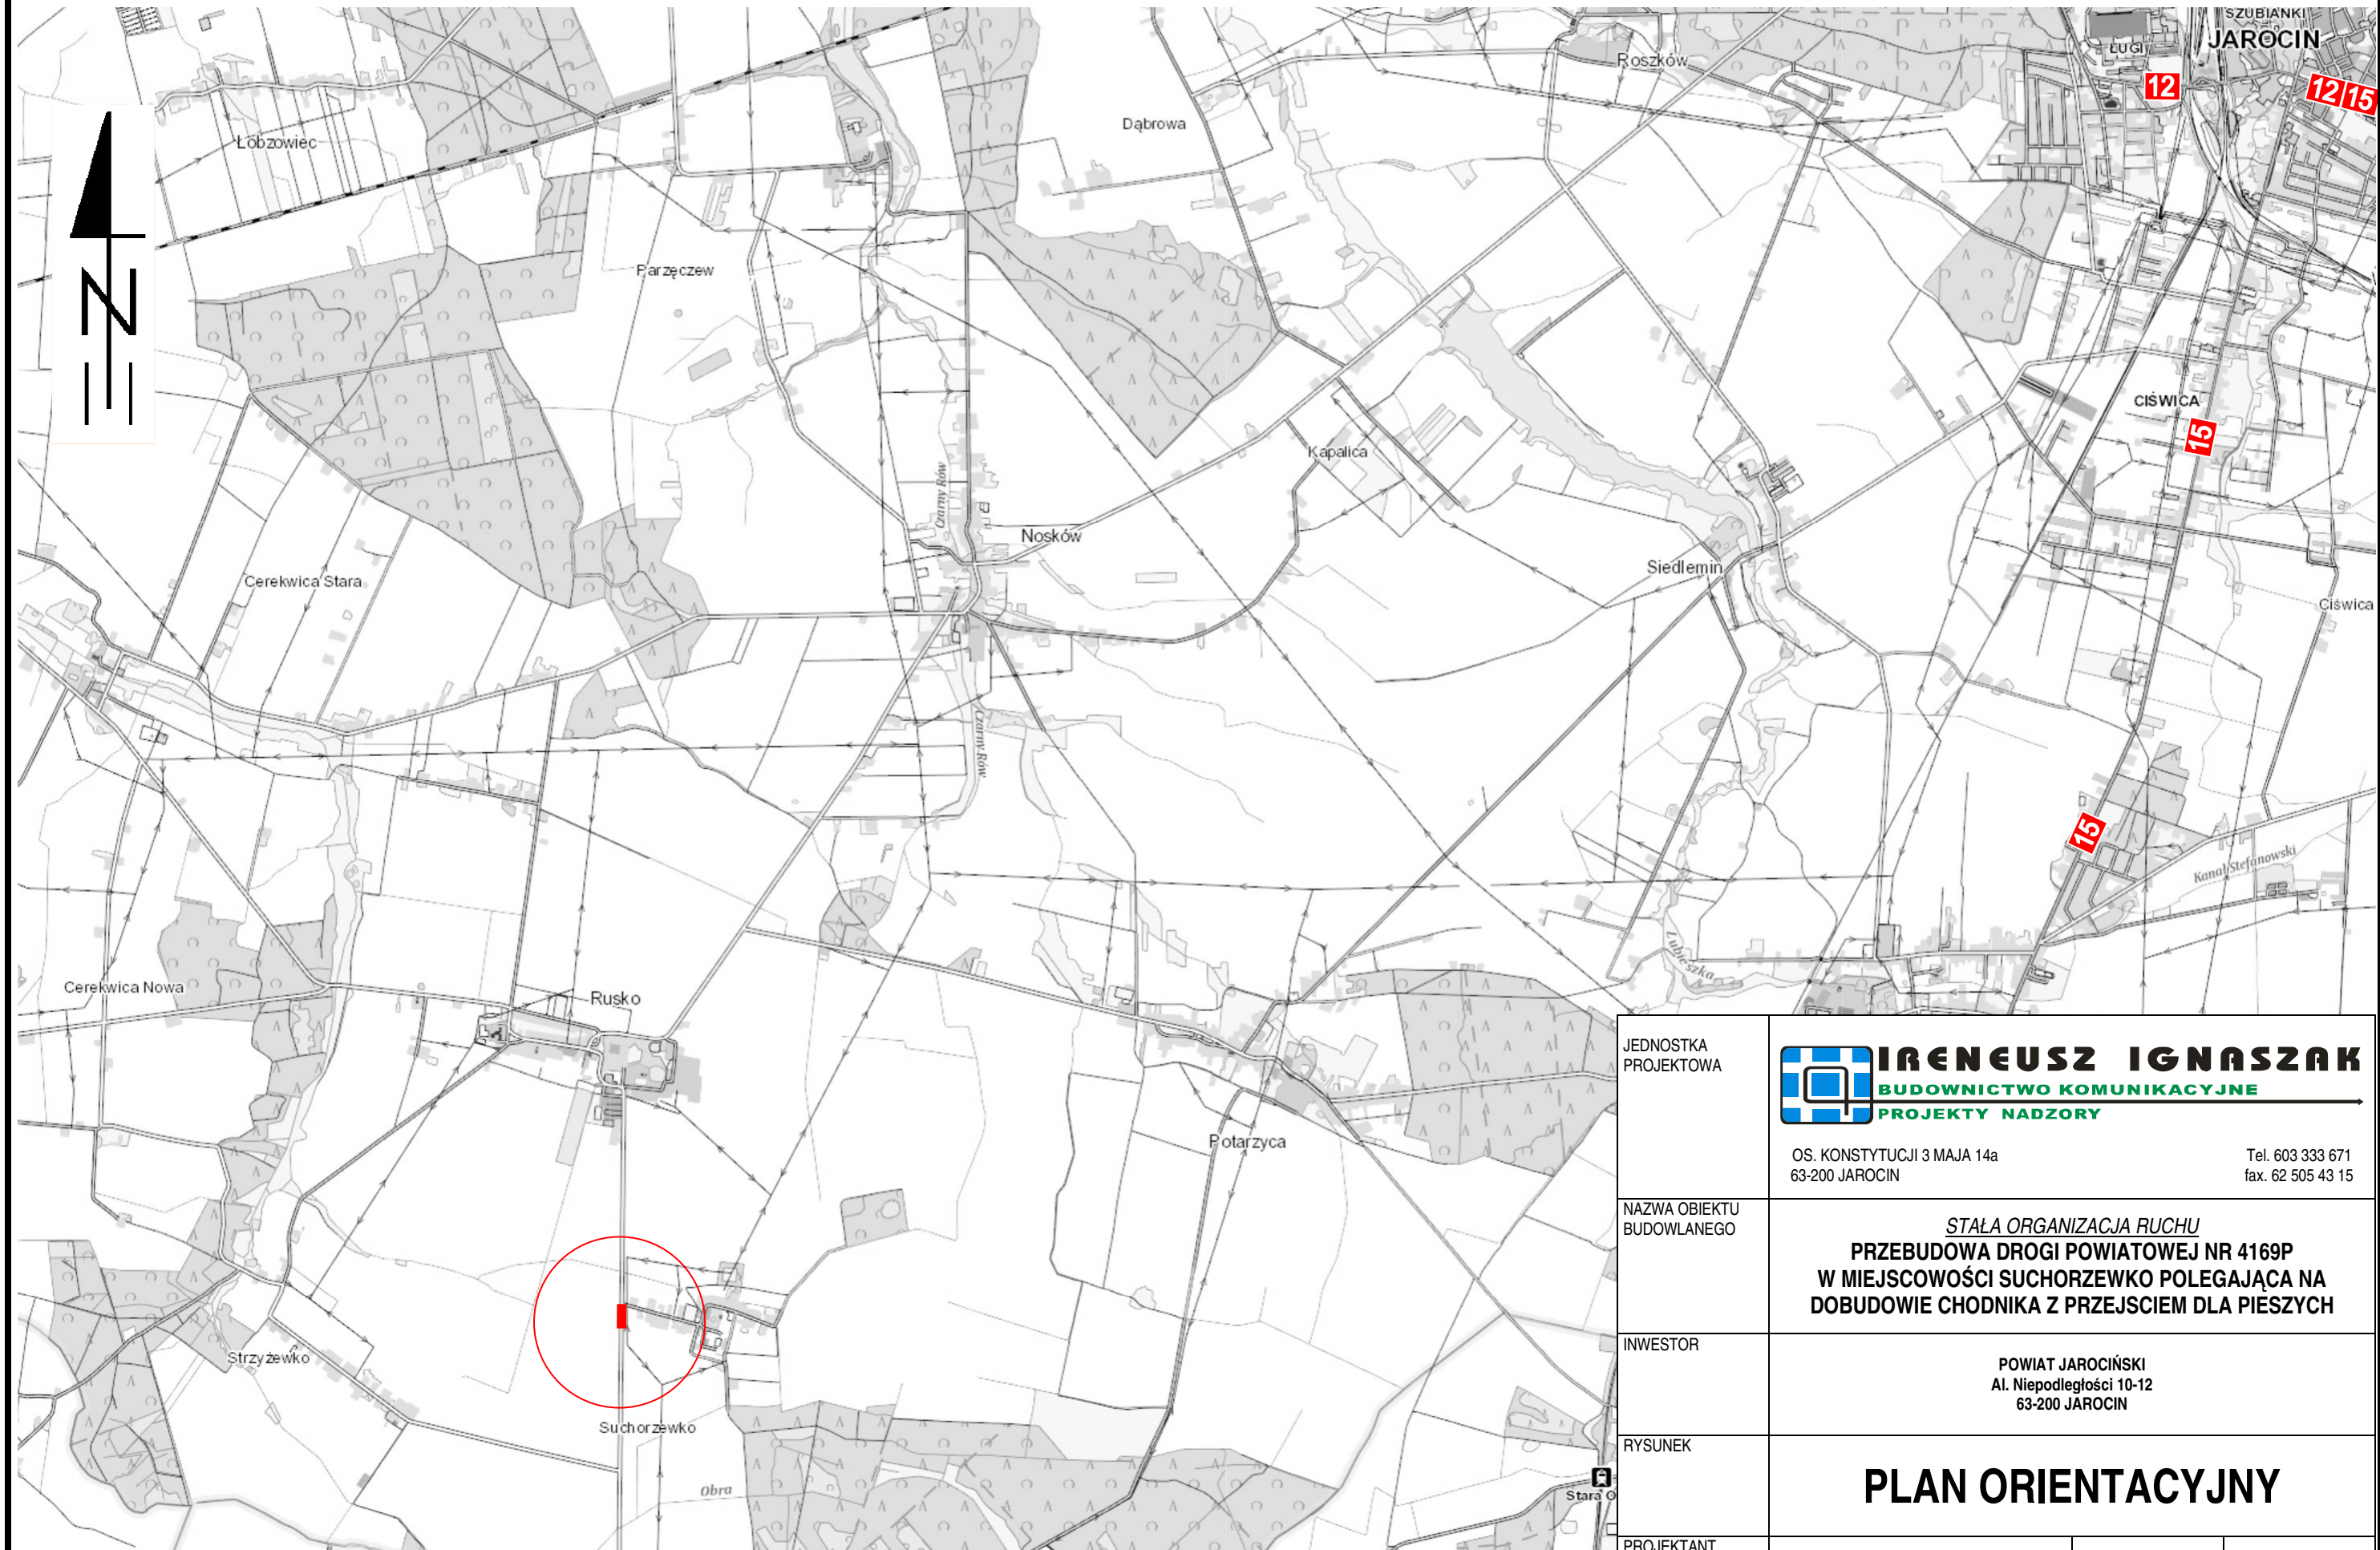 SZUBIANKI
JAROCIN
ŁUGI
Roszków
12
12 15
Dąbrowa
Łobzowiec
N
Parzęczew
CIŚWICA
15
Kapalica
Czarny Rów
Nosków
Siedlemin
Cerekwica Stara
Ciświca
Czarny Rów
15
Kanał Stefanowski
Lubieszka
Cerekwica Nowa
Rusko
Potarzyca
Strzyżewko
Suchorzewko
Obra
Stara O
JEDNOSTKA
PROJEKTOWA
IRENEUSZ IGNASZAK
BUDOWNICTWO KOMUNIKACYJNE
PROJEKTY NADZORY
OS. KONSTYTUCJI 3 MAJA 14a
63-200 JAROCIN
Tel. 603 333 671
fax. 62 505 43 15
NAZWA OBIEKTU
BUDOWLANEGO
STAŁA ORGANIZACJA RUCHU
PRZEBUDOWA DROGI POWIATOWEJ NR 4169P
W MIEJSCOWOŚCI SUCHORZEWKO POLEGAJĄCA NA
DOBUDOWIE CHODNIKA Z PRZEJSCIEM DLA PIESZYCH
INWESTOR
POWIAT JAROCIŃSKI
Al. Niepodległości 10-12
63-200 JAROCIN
RYSUNEK
PLAN ORIENTACYJNY
PROJEKTANT